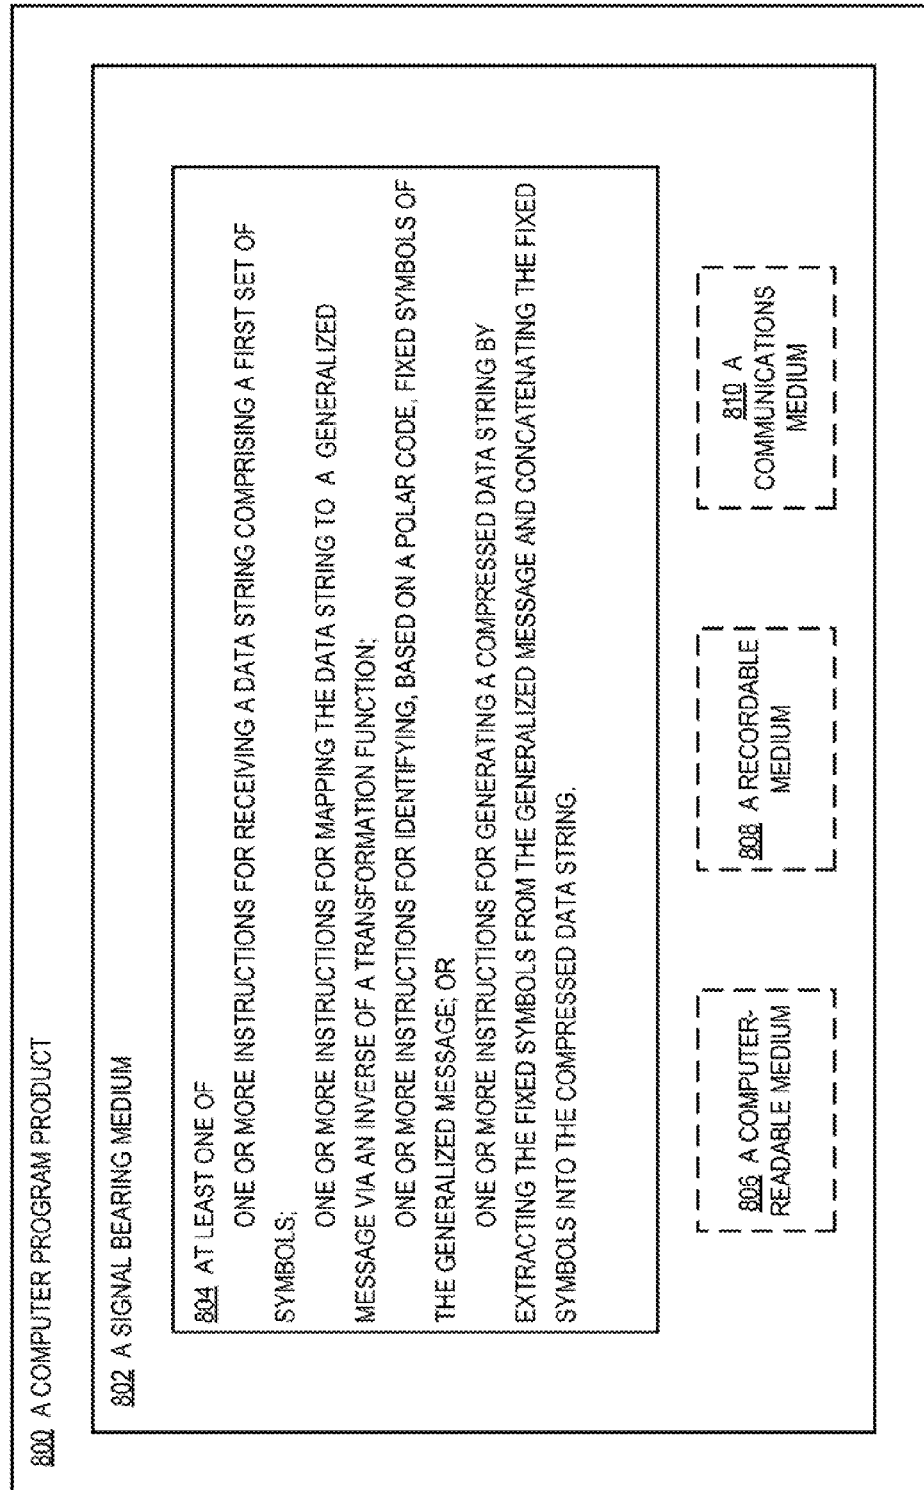 800 A COMPUTER PROGRAM PRODUCT
802 A SIGNAL BEARING MEDIUM
804 AT LEAST ONE OF
ONE OR MORE INSTRUCTIONS FOR RECEIVING A DATA STRING COMPRISING A FIRST SET OF
SYMBOLS;
ONE OR MORE INSTRUCTIONS FOR MAPPING THE DATA STRING TO A GENERALIZED
MESSAGE VIA AN INVERSE OF A TRANSFORMATION FUNCTION;
ONE OR MORE INSTRUCTIONS FOR IDENTIFYING, BASED ON A POLAR CODE, FIXED SYMBOLS OF
THE GENERALIZED MESSAGE; OR
ONE OR MORE INSTRUCTIONS FOR GENERATING A COMPRESSED DATA STRING BY
EXTRACTING THE FIXED SYMBOLS FROM THE GENERALIZED MESSAGE AND CONCATENATING THE FIXED
SYMBOLS INTO THE COMPRESSED DATA STRING.
806 A COMPUTER-
READABLE MEDIUM
808 A RECORDABLE
MEDIUM
810 A
COMMUNICATIONS
MEDIUM